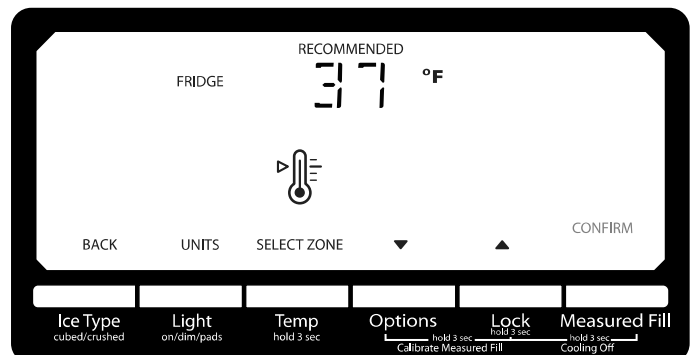 RECOMMENDED
FRIDGE 37 °F
CONFIRM
BACK UNITS SELECT ZONE
Ice Type Light Temp Options Lock Measured Fill
cubed/crushed on/dim/pads hold 3 sec hold 3 sec hold 3 sec hold 3 sec
Calibrate Measured Fill Cooling Off